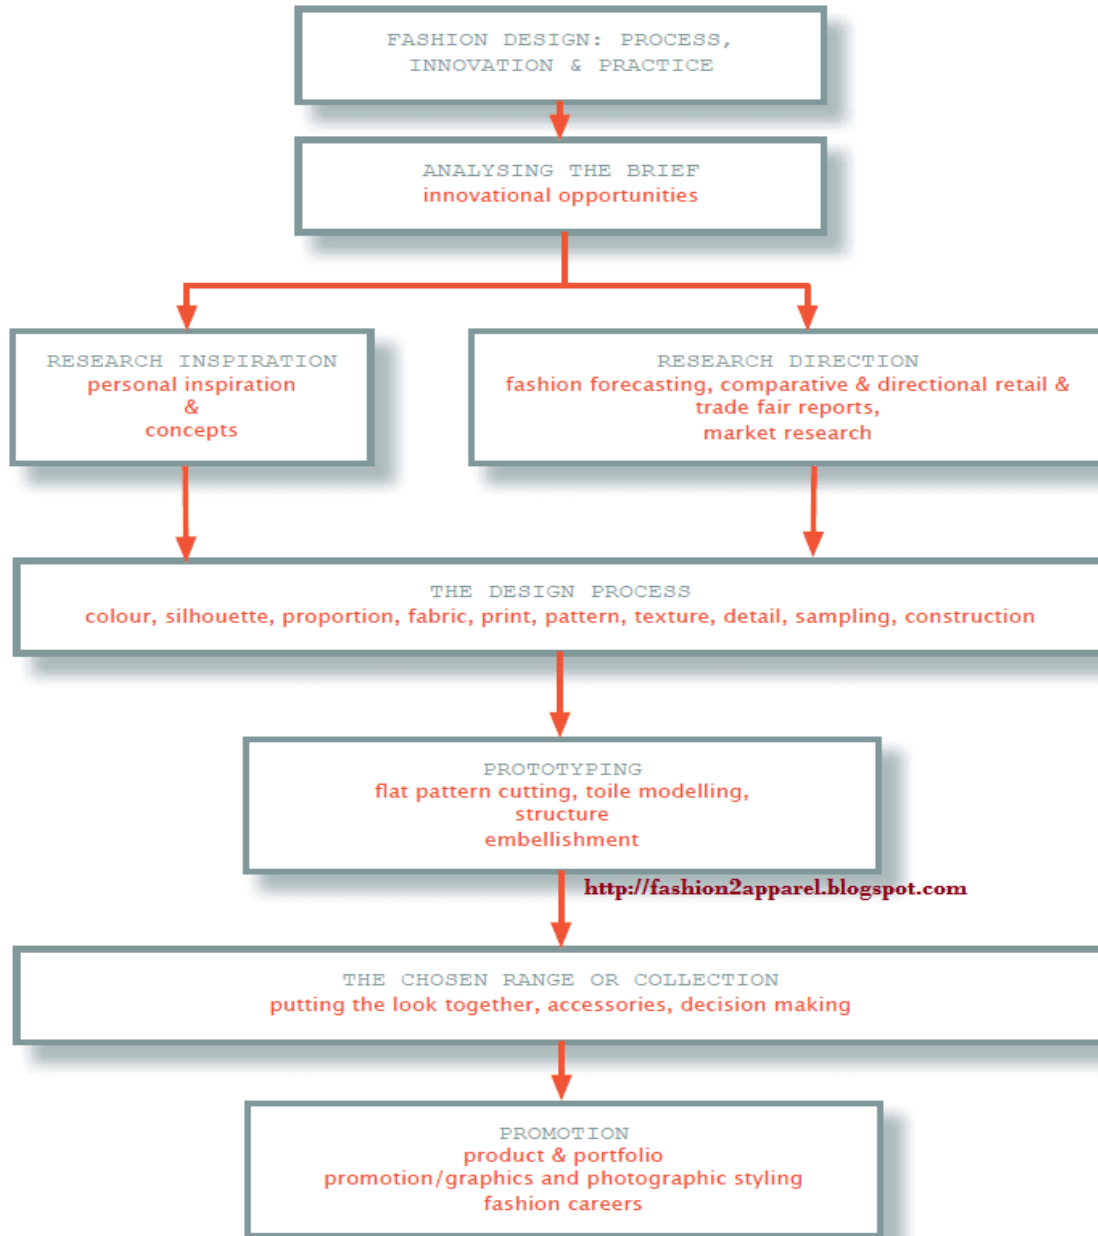 FASHION DESIGN: PROCESS,
INNOVATION & PRACTICE
ANALYSING THE BRIEF
innovational opportunities
RESEARCH INSPIRATION
personal inspiration
&
concepts
RESEARCH DIRECTION
fashion forecasting, comparative & directional retail &
trade fair reports,
market research
THE DESIGN PROCESS
colour, silhouette, proportion, fabric, print, pattern, texture, detail, sampling, construction
PROTOTYPING
flat pattern cutting, toile modelling,
structure
embellishment
http://fashion2apparel.blogspot.com
THE CHOSEN RANGE OR COLLECTION
putting the look together, accessories, decision making
PROMOTION
product & portfolio
promotion/graphics and photographic styling
fashion careers